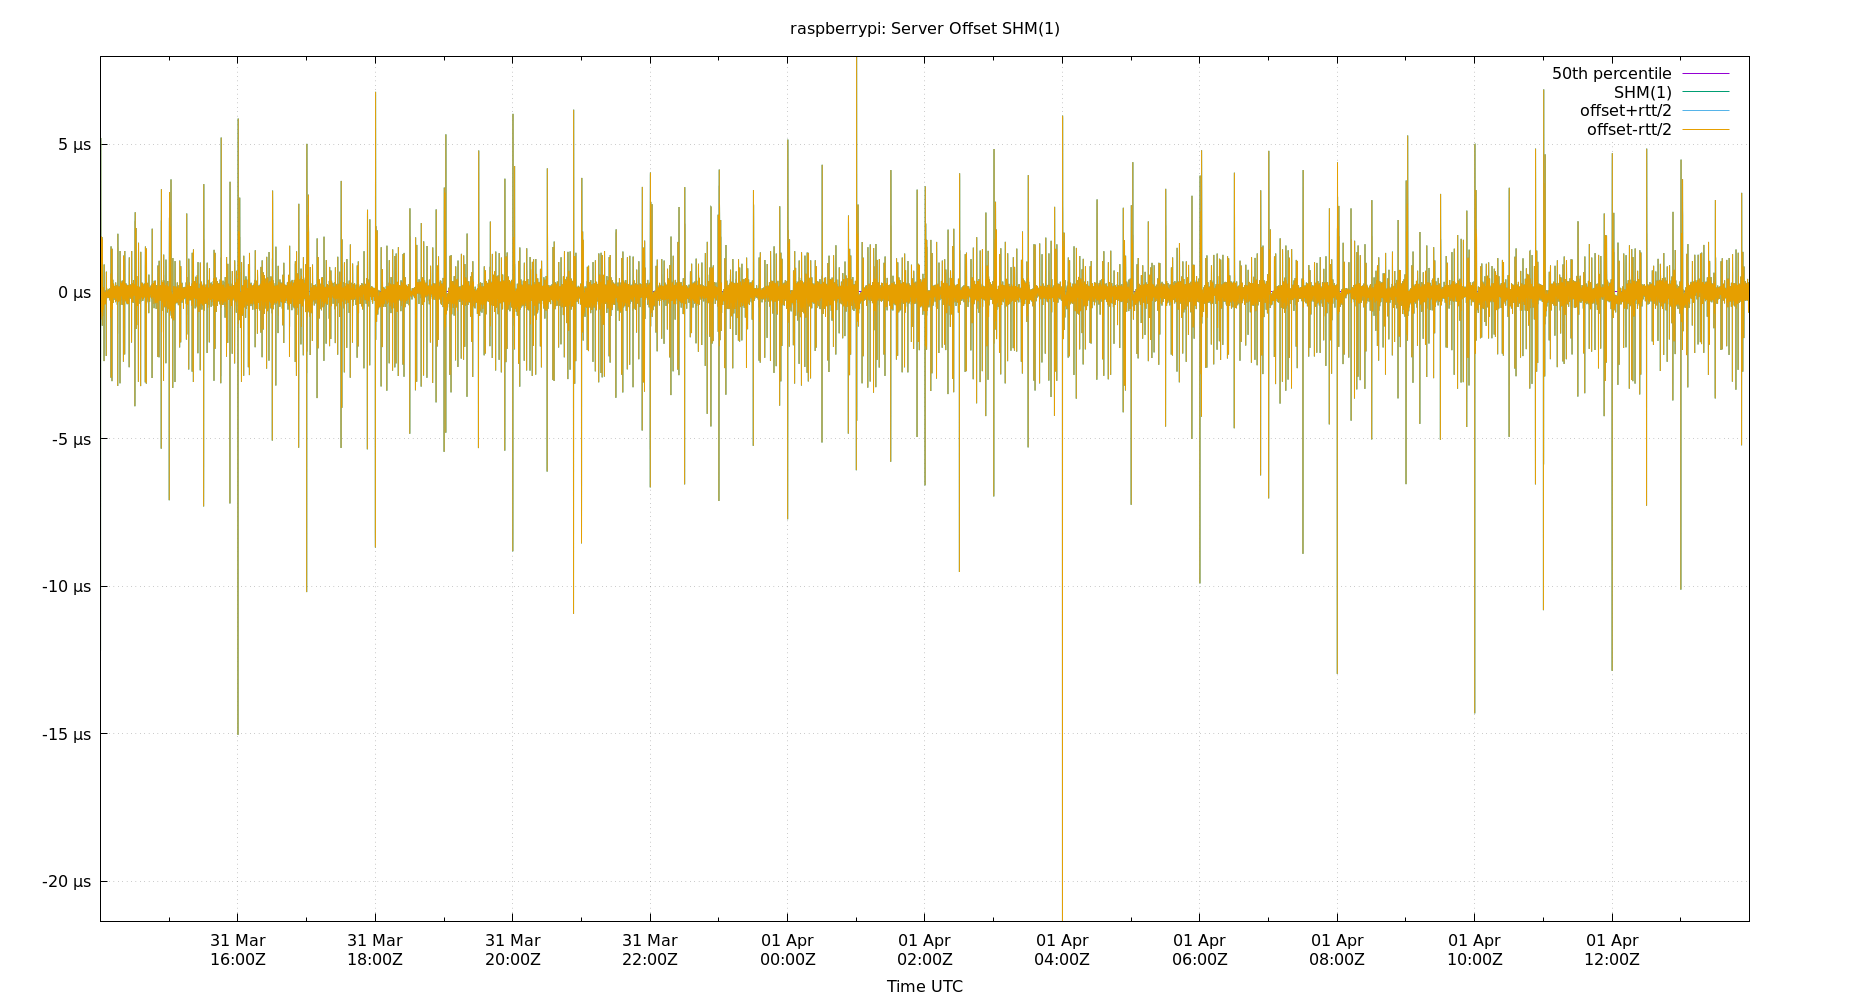 raspberrypi: Server Offset SHM(1)
50th percentile
SHM(1)
offset+rtt/2
offset-rtt/2
5 µs
0 µs
-5 µs
-10 µs
-15 µs
-20 µs
31 Mar 31 Mar 31 Mar 31 Mar 01 Apr 01 Apr 01 Apr 01 Apr 01 Apr 01 Apr 01 Apr
16:00Z 18:00Z 20:00Z 22:00Z 00:00Z 02:00Z 04:00Z 06:00Z 08:00Z 10:00Z 12:00Z
Time UTC